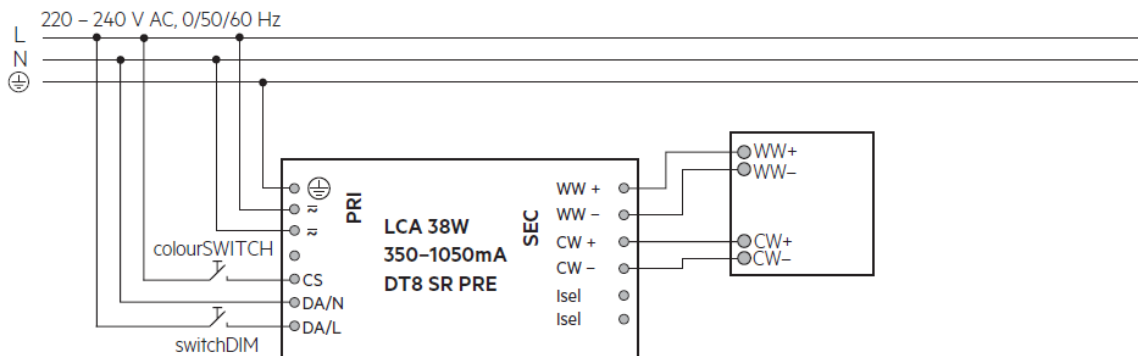 220 – 240 V AC, 0/50/60 Hz
L
N
WW+
WW–
PRI
WW +
SEC
LCA 38W
WW –
350–1050mA
CW +
CW+
colourSWITCH
CW –
CW–
DT8 SR PRE
CS
Isel
DA/N
Isel
DA/L
switchDIM